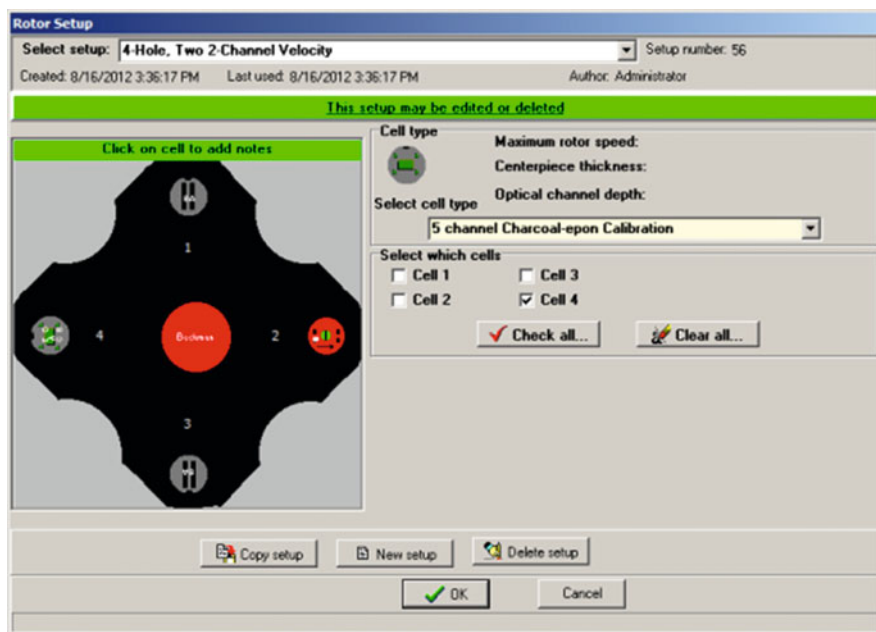 Rotor Setup
Select setup: 4-Hole, Two 2-Channel Velocity Setup number: 56
Created: 8/16/2012 3:36:17 PM Last used: 8/16/2012 3:36:17 PM Author: Administrator
This setup may be edited or deleted
Click on cell to add notes
1
4
2
3
Cell type
Maximum rotor speed:
Centerpiece thickness:
Optical channel depth:
Select cell type
5 channel Charcoal-epon Calibration
Select which cells
Cell 1 Cell 3
Cell 2 Cell 4
Check all... Clear all...
Copy setup New setup Delete setup
OK Cancel